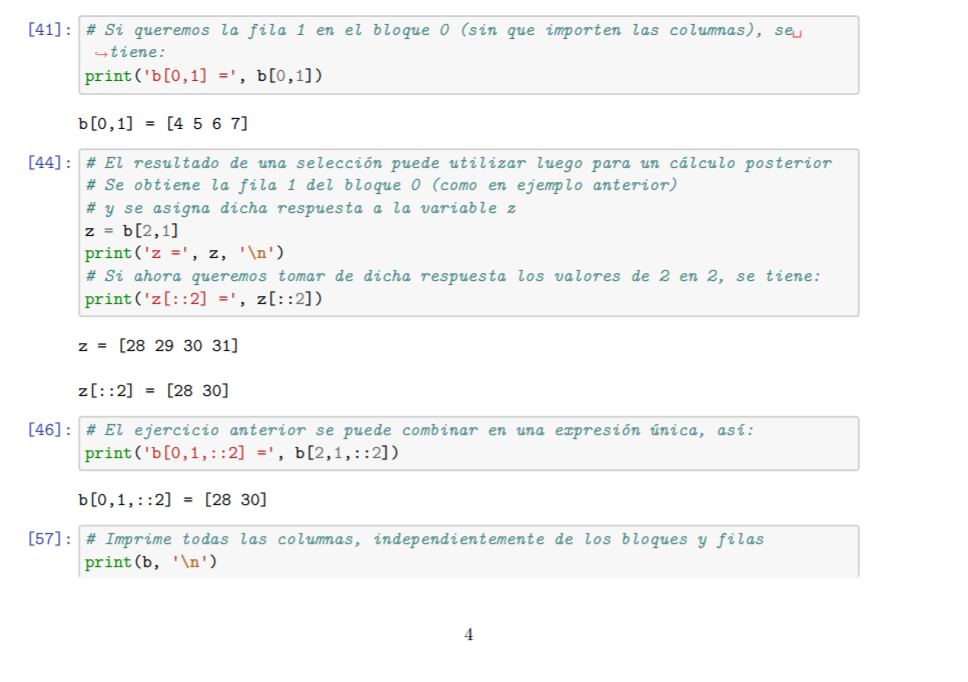 [41]: # Si queremos la fila 1 en el bloque 0 (sin que importen las columnas), se␣
↪tiene:
print('b[0,1] =', b[0,1])
b[0,1] = [4 5 6 7]
[44]: # El resultado de una selección puede utilizar luego para un cálculo posterior
# Se obtiene la fila 1 del bloque 0 (como en ejemplo anterior)
# y se asigna dicha respuesta a la variable z
z = b[2,1]
print('z =', z, '\n')
# Si ahora queremos tomar de dicha respuesta los valores de 2 en 2, se tiene:
print('z[::2] =', z[::2])
z = [28 29 30 31]
z[::2] = [28 30]
[46]: # El ejercicio anterior se puede combinar en una expresión única, así:
print('b[0,1,::2] =', b[2,1,::2])
b[0,1,::2] = [28 30]
[57]: # Imprime todas las columnas, independientemente de los bloques y filas
print(b, '\n')
4